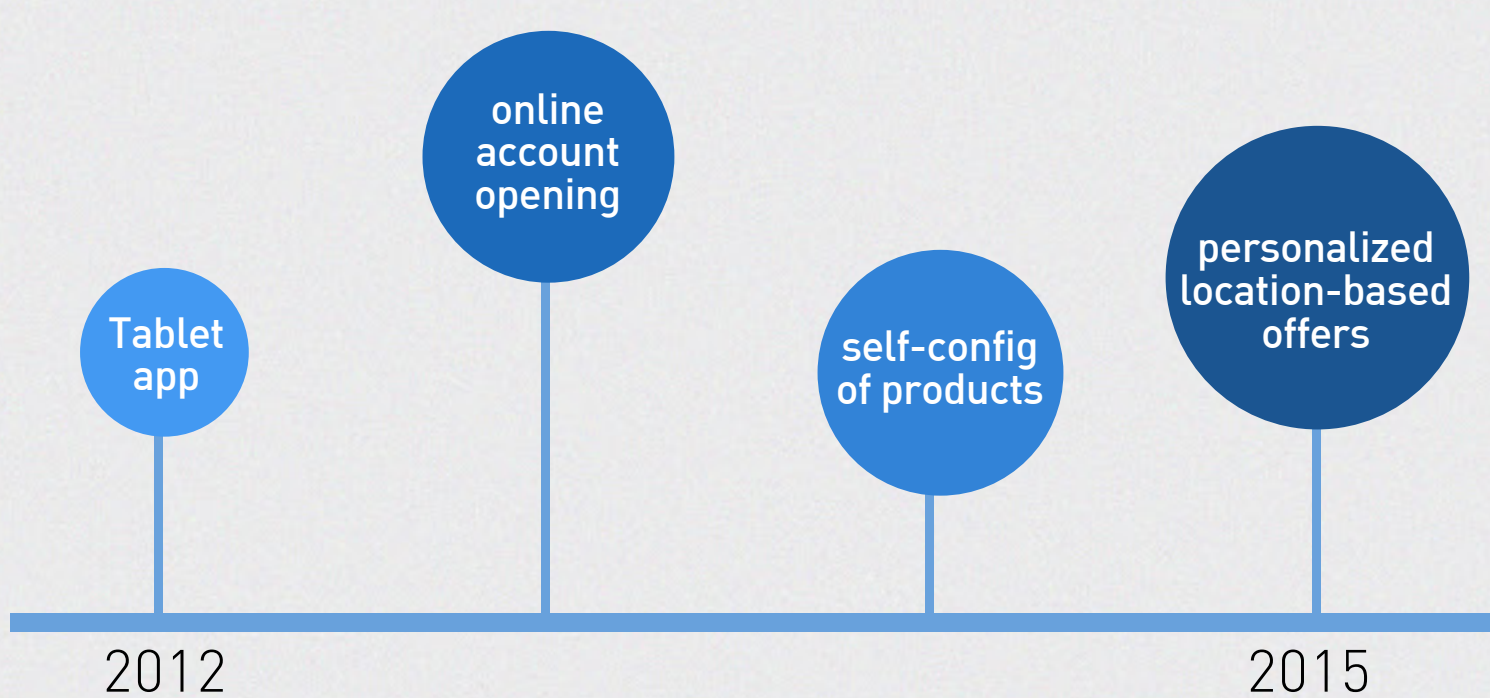 online
account
opening
personalized
location-based
offers
Tablet
app
self-config
of products
2012
2015